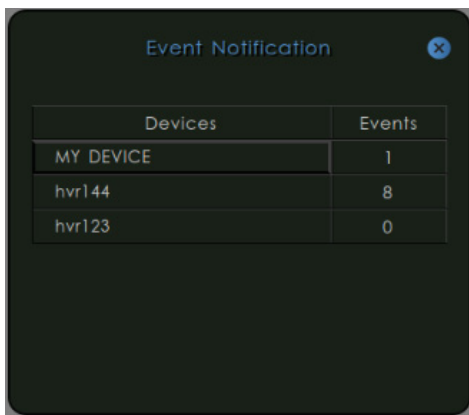 Event Notification
Devices Events
MY DEVICE 1
hvr144 8
hvr123 0